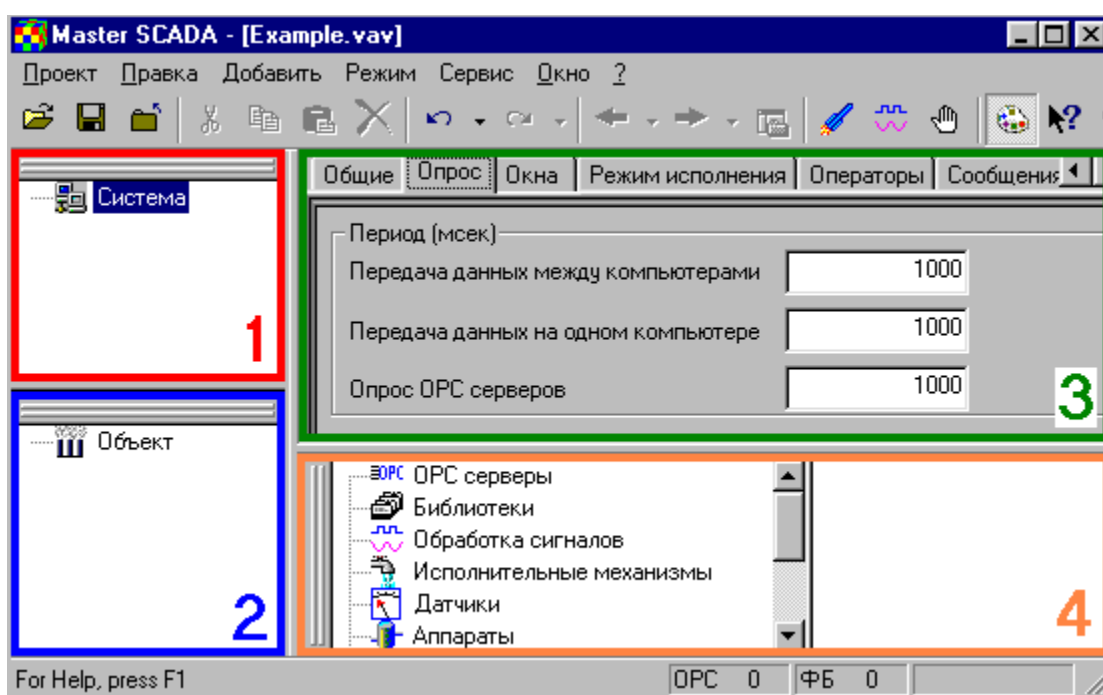 Master SCADA - [Example.vav]
Проект Правка Добавить Режим Сервис Окно ?
Система
1
Объект
2
Общие Опрос Окна Режим исполнения Операторы Сообщения
Период (мсек)
Передача данных между компьютерами 1000
Передача данных на одном компьютере 1000
Опрос OPC серверов 1000
3
OPC OPC серверы
Библиотеки
Обработка сигналов
Исполнительные механизмы
Датчики
Аппараты
4
For Help, press F1 OPC 0 ФБ 0